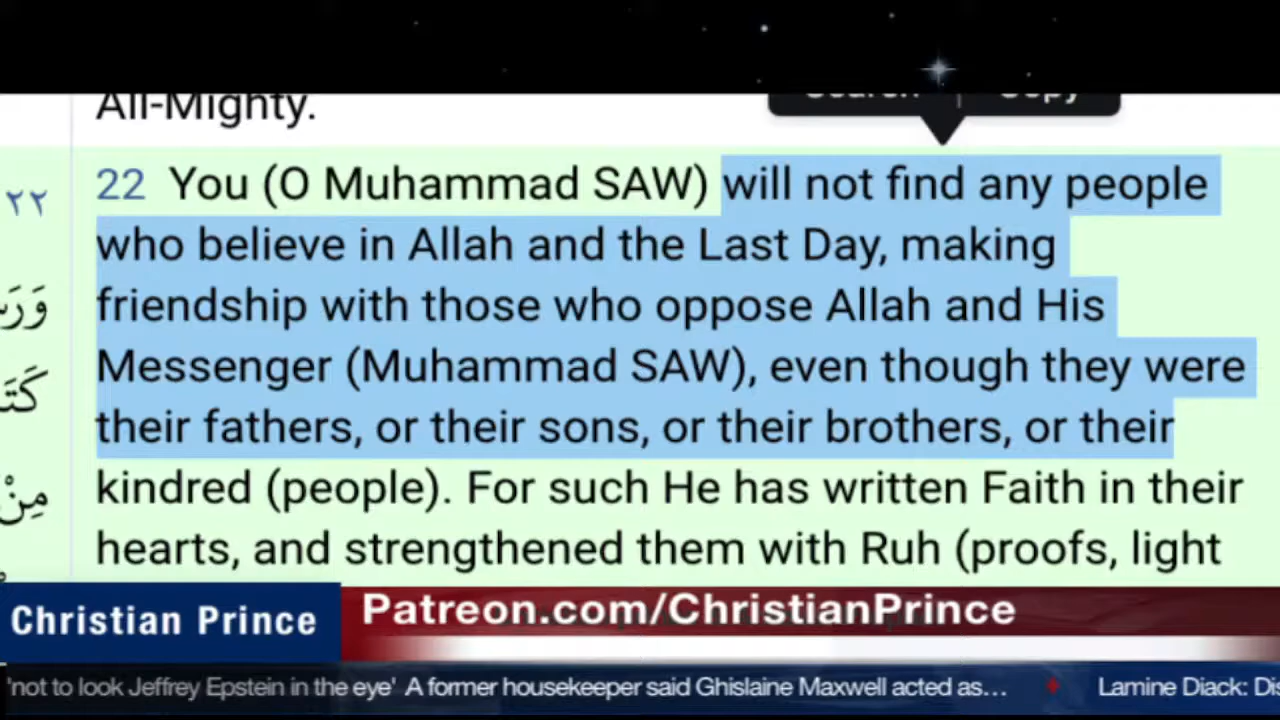 All-Mighty.
22 You (O Muhammad SAW) will not find any people
who believe in Allah and the Last Day, making
friendship with those who oppose Allah and His
Messenger (Muhammad SAW), even though they were
their fathers, or their sons, or their brothers, or their
kindred (people). For such He has written Faith in their
hearts, and strengthened them with Ruh (proofs, light
٢٢
مِنْ
Christian Prince
Patreon.com/ChristianPrince
'not to look Jeffrey Epstein in the eye' A former housekeeper said Ghislaine Maxwell acted as... Lamine Diack: